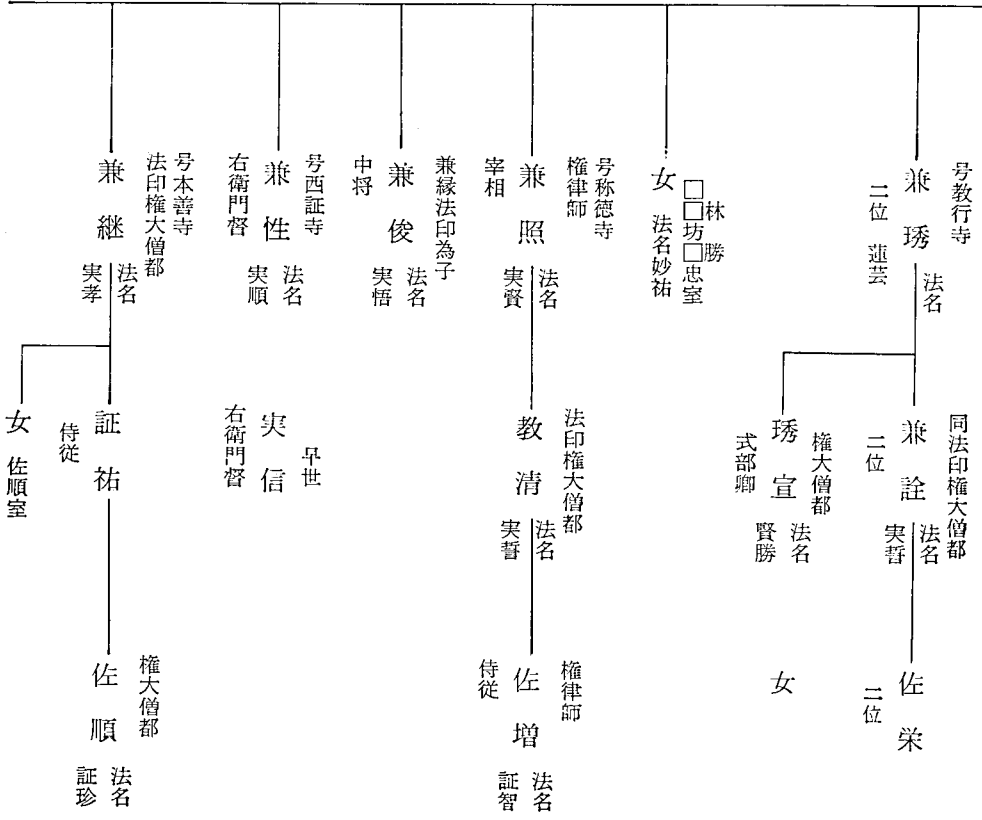 号教行寺
兼琇
二位　蓮芸
法名
同法印権大僧都
兼詮
二位
法名
実誓
佐栄
二位
権大僧都
琇宣
式部卿
法名
賢勝
女
□□林勝
□坊□忠室
女　法名妙祐
号称徳寺
権律師
兼照
宰相
法名
実賢
法印権大僧都
教清
法名
実誓
権律師
佐増
侍従
法名
証智
兼縁法印為子
兼俊
中将
法名
実悟
号西証寺
兼性
右衛門督
法名
実順
早世
実信
右衛門督
号本善寺
法印権大僧都
兼継
法名
実孝
証祐
侍従
権大僧都
佐順
法名
証珍
女　佐順室